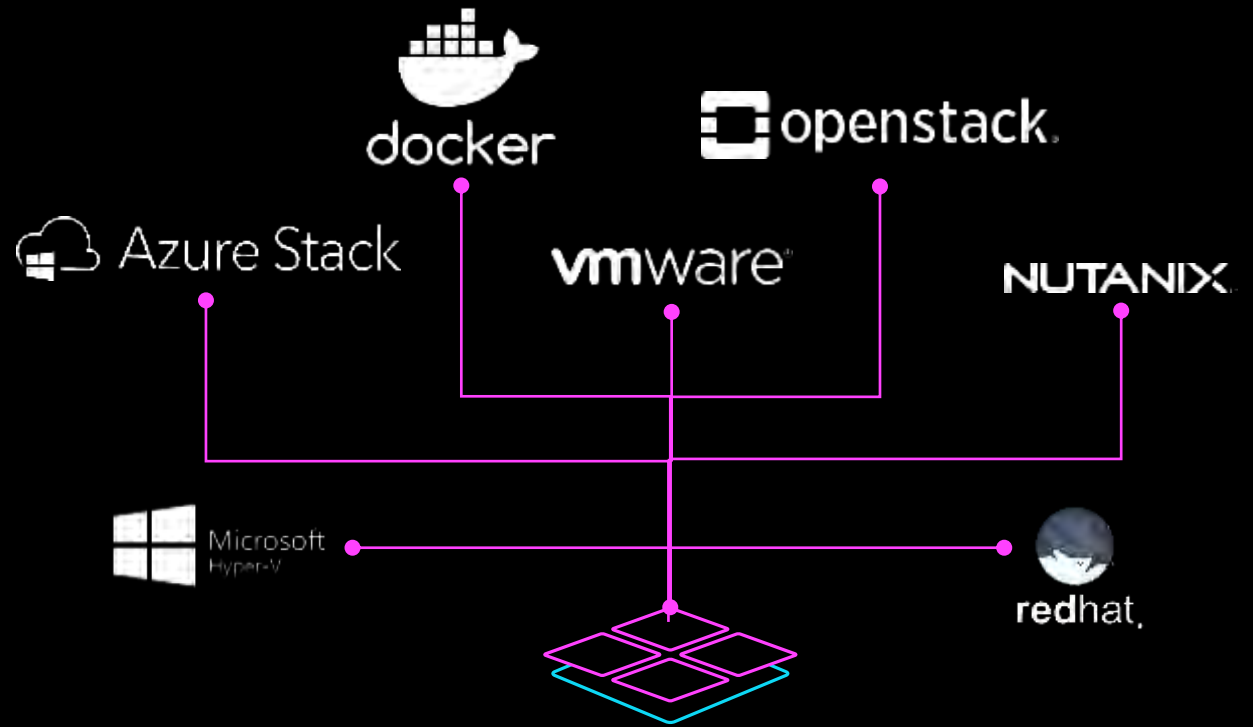 docker
openstack.
Azure Stack
vmware®
NUTANIX
Microsoft
Hyper-V
redhat.